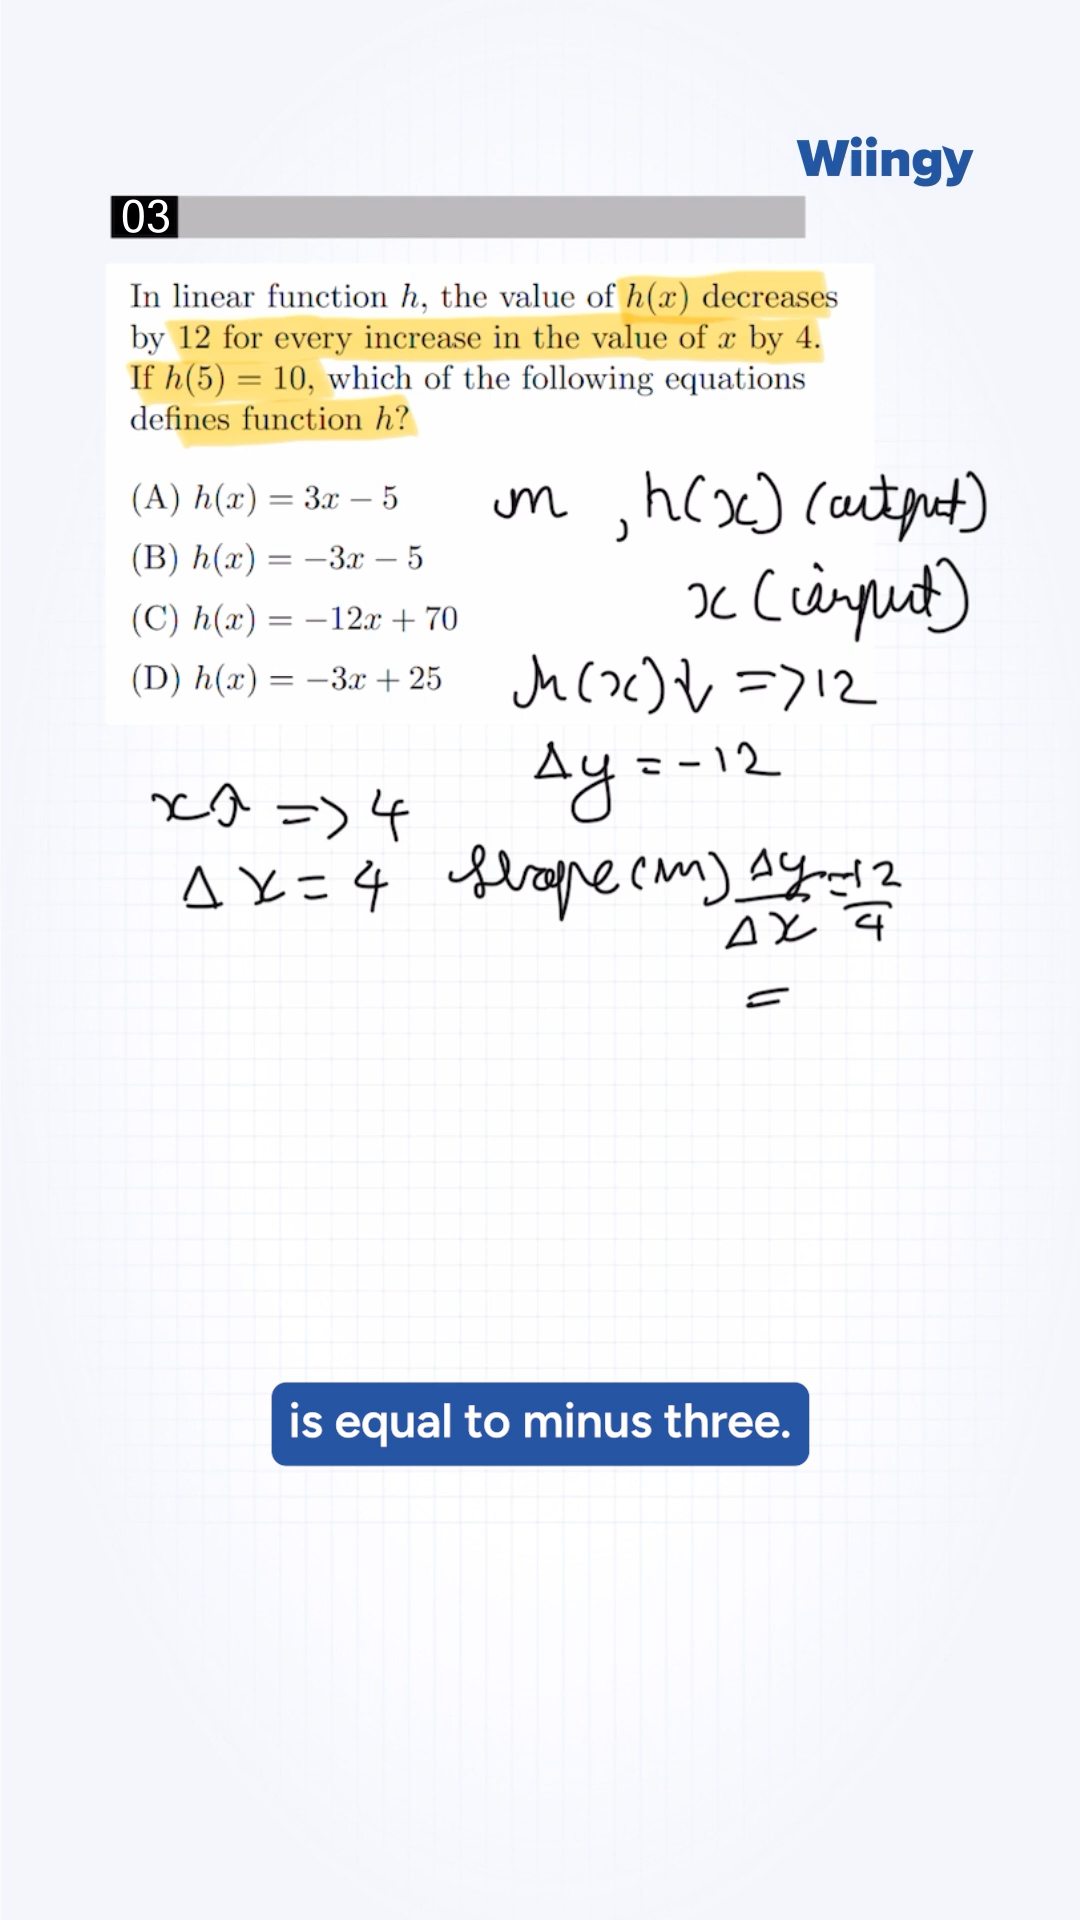 Wiingy
03
In linear function h, the value of h(x) decreases
by 12 for every increase in the value of x by 4.
If h(5) = 10, which of the following equations
defines function h?
(A) h(x) = 3x − 5
(B) h(x) = −3x − 5
(C) h(x) = −12x + 70
(D) h(x) = −3x + 25
m , h(x) (output)
x (input)
h(x)↓ => 12
Δy = -12
x↑ => 4
Δx = 4
slope (m) Δy/Δx = -12/4
=
is equal to minus three.